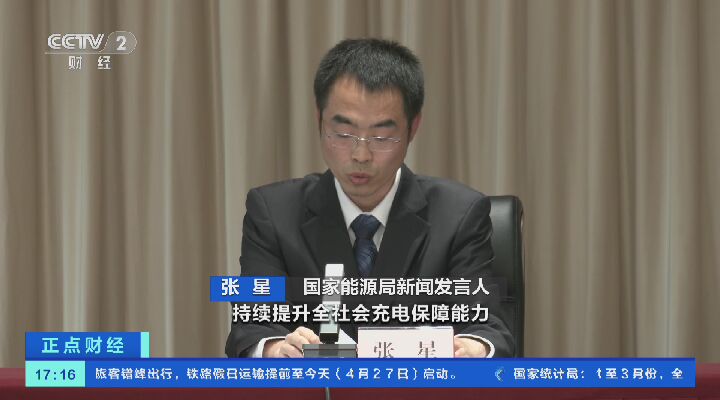 CCTV 2
财经
张星 国家能源局新闻发言人
持续提升全社会充电保障能力
张星
正点财经
17:16 旅客错峰出行，铁路假日运输提前至今天（4月27日）启动。 国家统计局：1至3月份，全